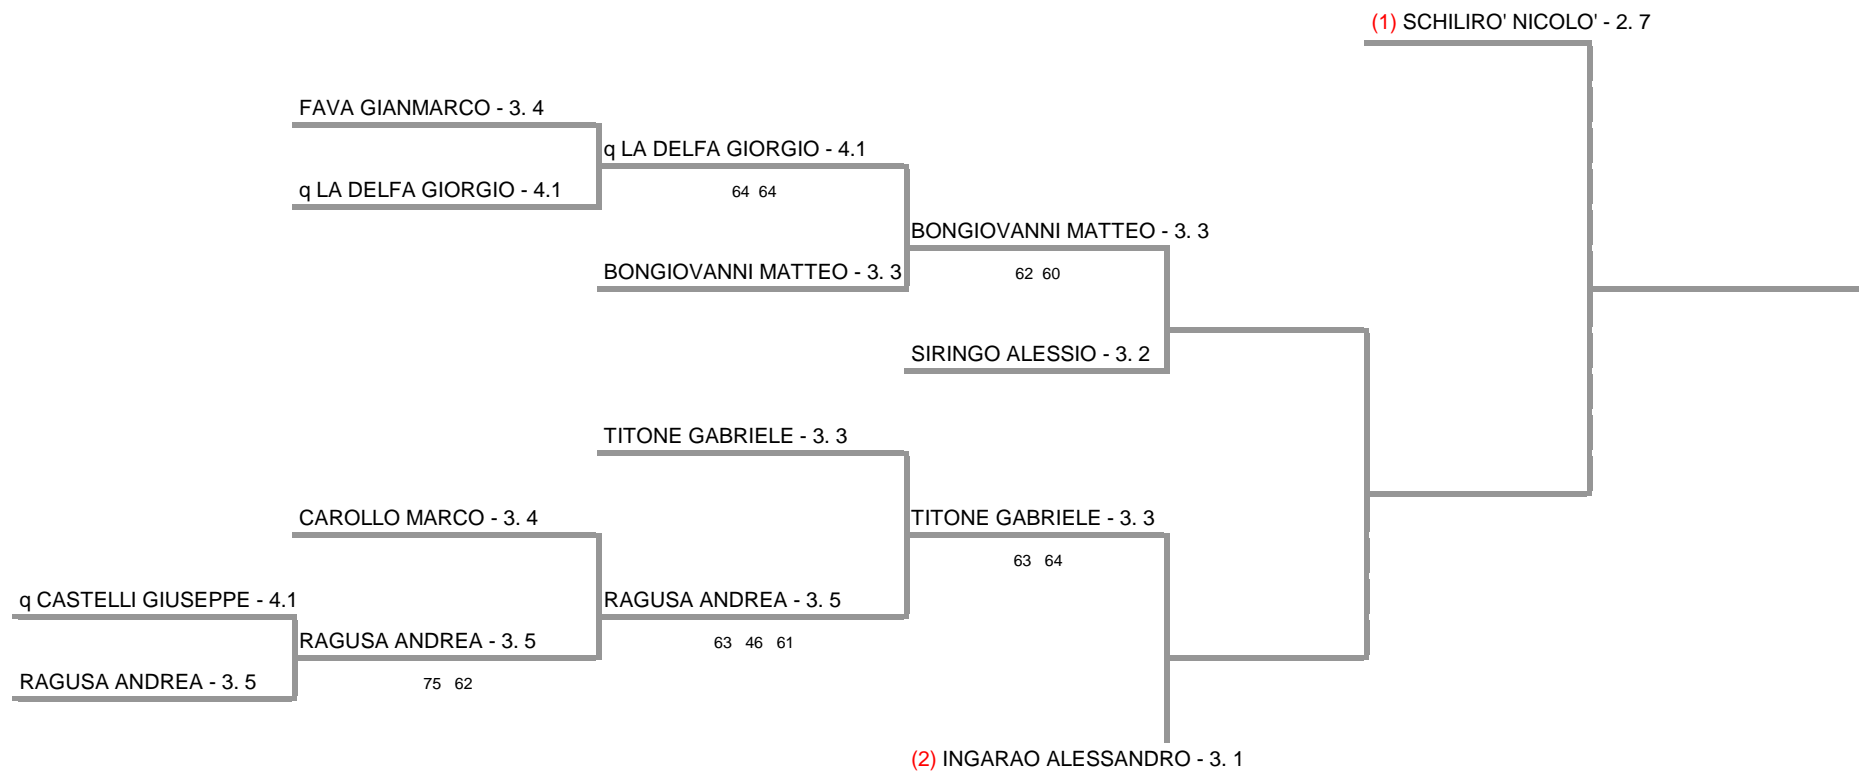 (1) SCHILIRO' NICOLO' - 2. 7
FAVA GIANMARCO - 3. 4
q LA DELFA GIORGIO - 4.1
q LA DELFA GIORGIO - 4.1
64 64
BONGIOVANNI MATTEO - 3. 3
BONGIOVANNI MATTEO - 3. 3
62 60
SIRINGO ALESSIO - 3. 2
TITONE GABRIELE - 3. 3
CAROLLO MARCO - 3. 4
TITONE GABRIELE - 3. 3
63 64
q CASTELLI GIUSEPPE - 4.1
RAGUSA ANDREA - 3. 5
RAGUSA ANDREA - 3. 5
63 46 61
RAGUSA ANDREA - 3. 5
75 62
(2) INGARAO ALESSANDRO - 3. 1